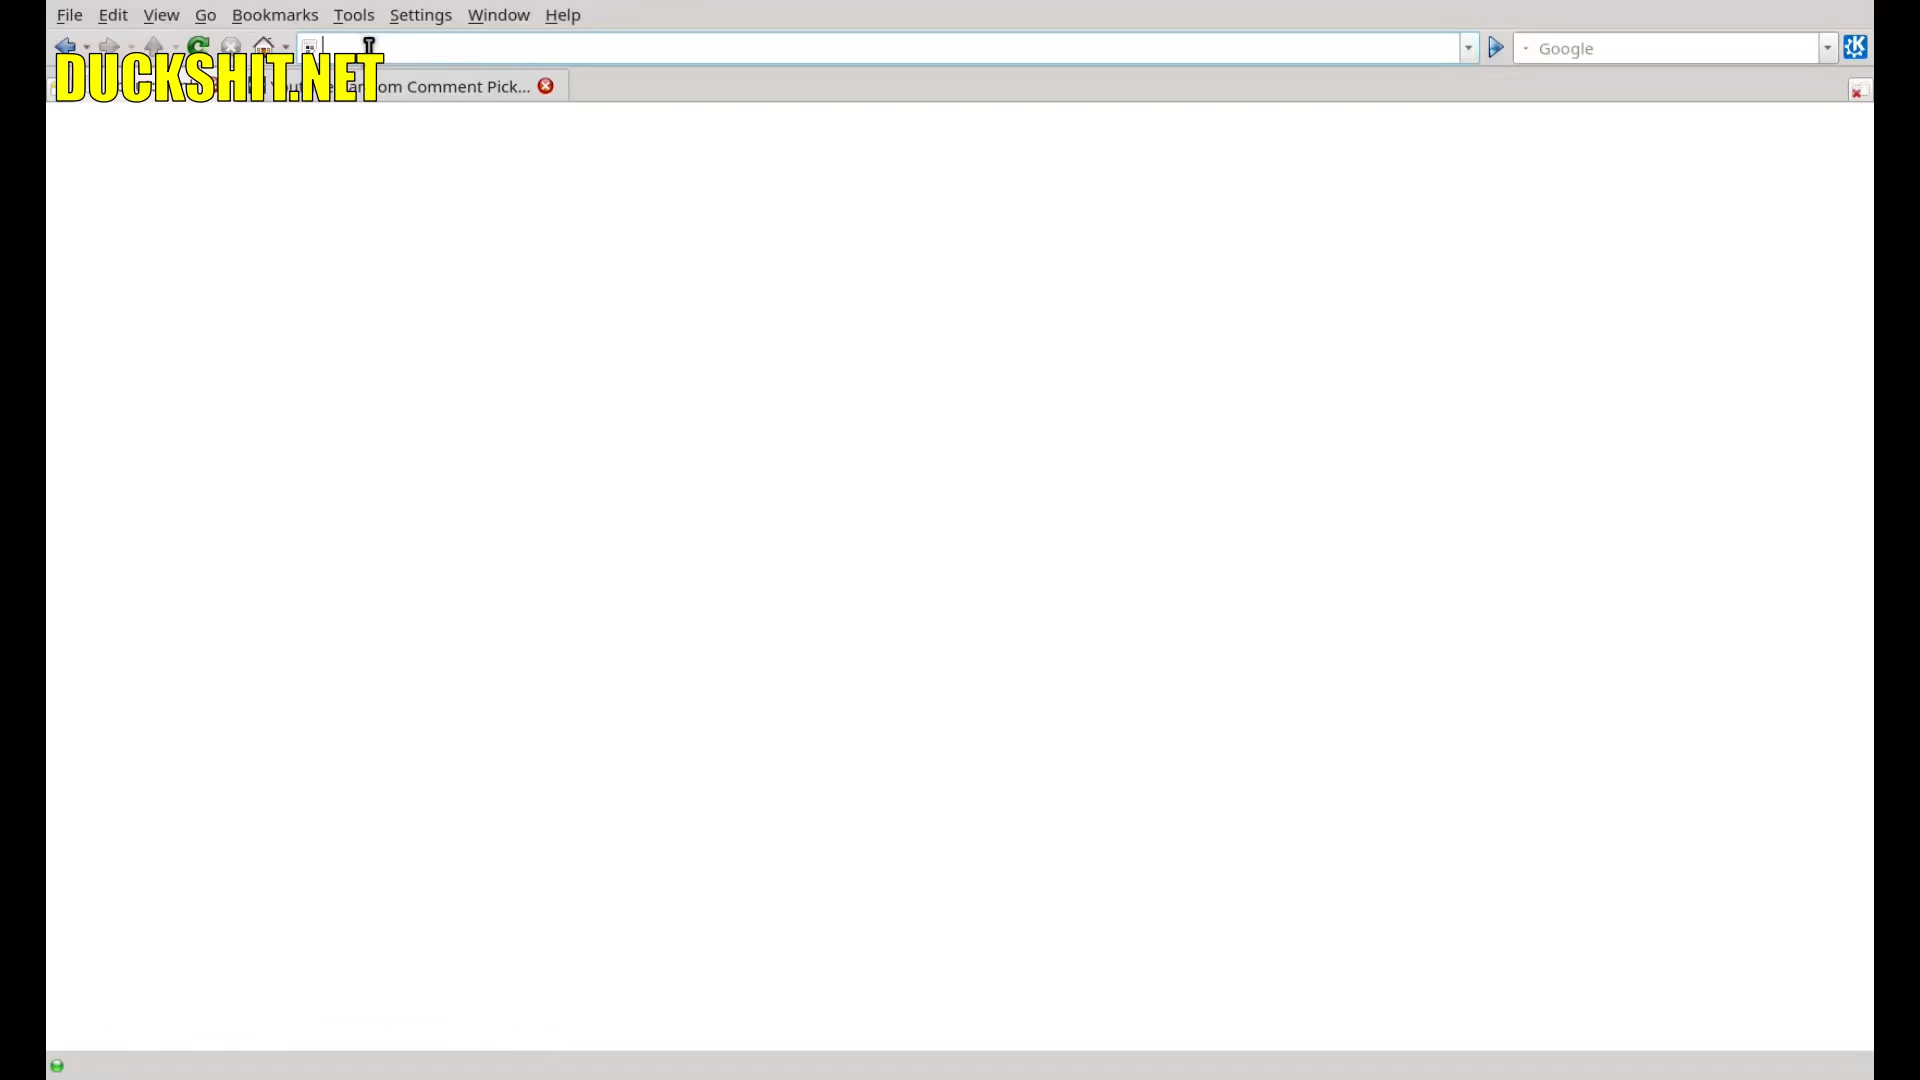 File Edit View Go Bookmarks Tools Settings Window Help
Google
DUCKSHIT.NET
om Comment Pick...